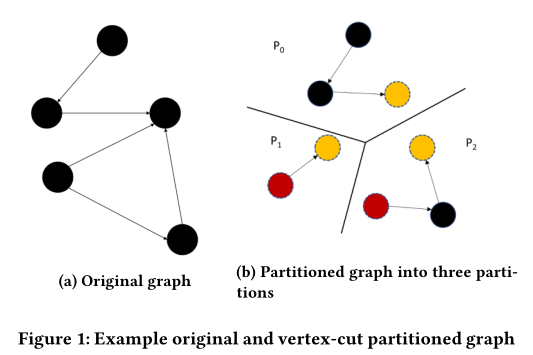 P0
P1
P2
(a) Original graph
(b) Partitioned graph into three parti-
tions
Figure 1: Example original and vertex-cut partitioned graph